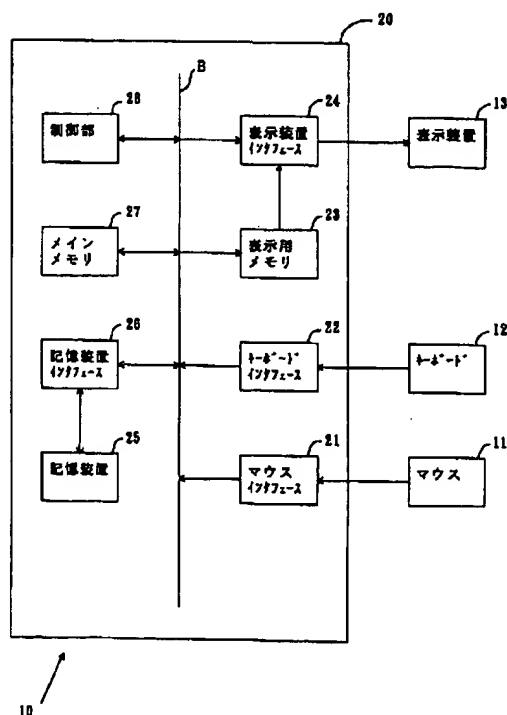 20
B
28
制御部
24
表示装置
インタフェース
13
表示装置
27
メイン
メモリ
23
表示用
メモリ
26
記憶装置
インタフェース
22
キーボード
インタフェース
12
キーボード
25
記憶装置
21
マウス
インタフェース
11
マウス
10